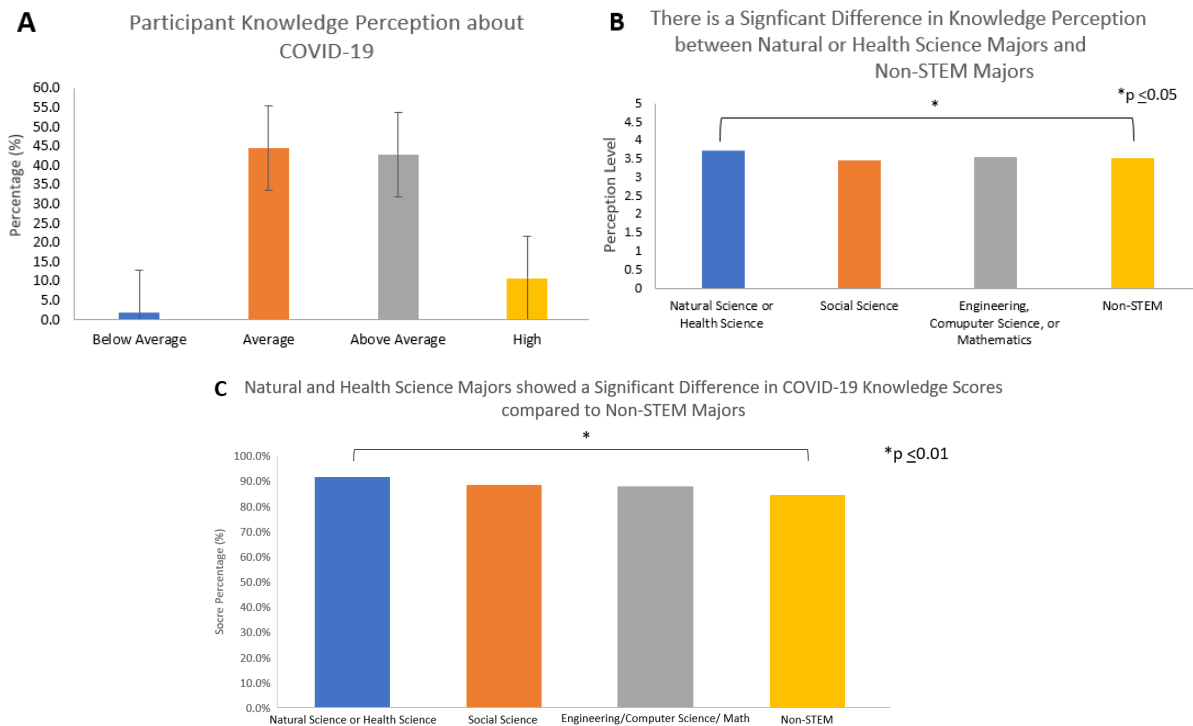 A
Participant Knowledge Perception about
COVID-19
Percentage (%)
60.0
55.0
50.0
45.0
40.0
35.0
30.0
25.0
20.0
15.0
10.0
5.0
0.0
Below Average
Average
Above Average
High
B
There is a Signficant Difference in Knowledge Perception
between Natural or Health Science Majors and
Non-STEM Majors
*p ≤0.05
*
Perception Level
5
4.5
4
3.5
3
2.5
2
1.5
1
0.5
0
Natural Science or
Health Science
Social Science
Engineering,
Comuputer Science, or
Mathematics
Non-STEM
C
Natural and Health Science Majors showed a Significant Difference in COVID-19 Knowledge Scores
compared to Non-STEM Majors
*
*p ≤0.01
Socre Percentage (%)
100.0%
90.0%
80.0%
70.0%
60.0%
50.0%
40.0%
30.0%
20.0%
10.0%
0.0%
Natural Science or Health Science
Social Science
Engineering/Computer Science/ Math
Non-STEM